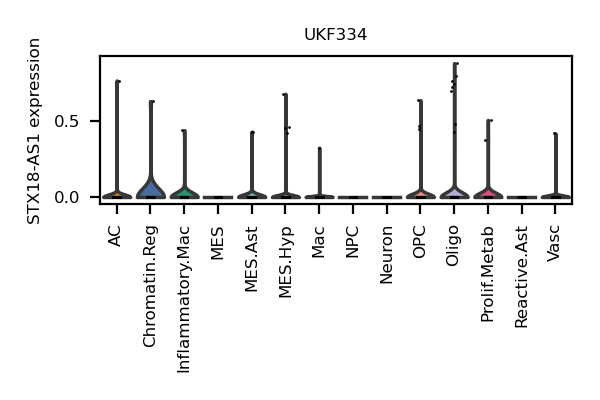 UKF334
STX18-AS1 expression
0.5
0.0
AC
Chromatin.Reg
Inflammatory.Mac
MES
MES.Ast
MES.Hyp
Mac
NPC
Neuron
OPC
Oligo
Prolif.Metab
Reactive.Ast
Vasc